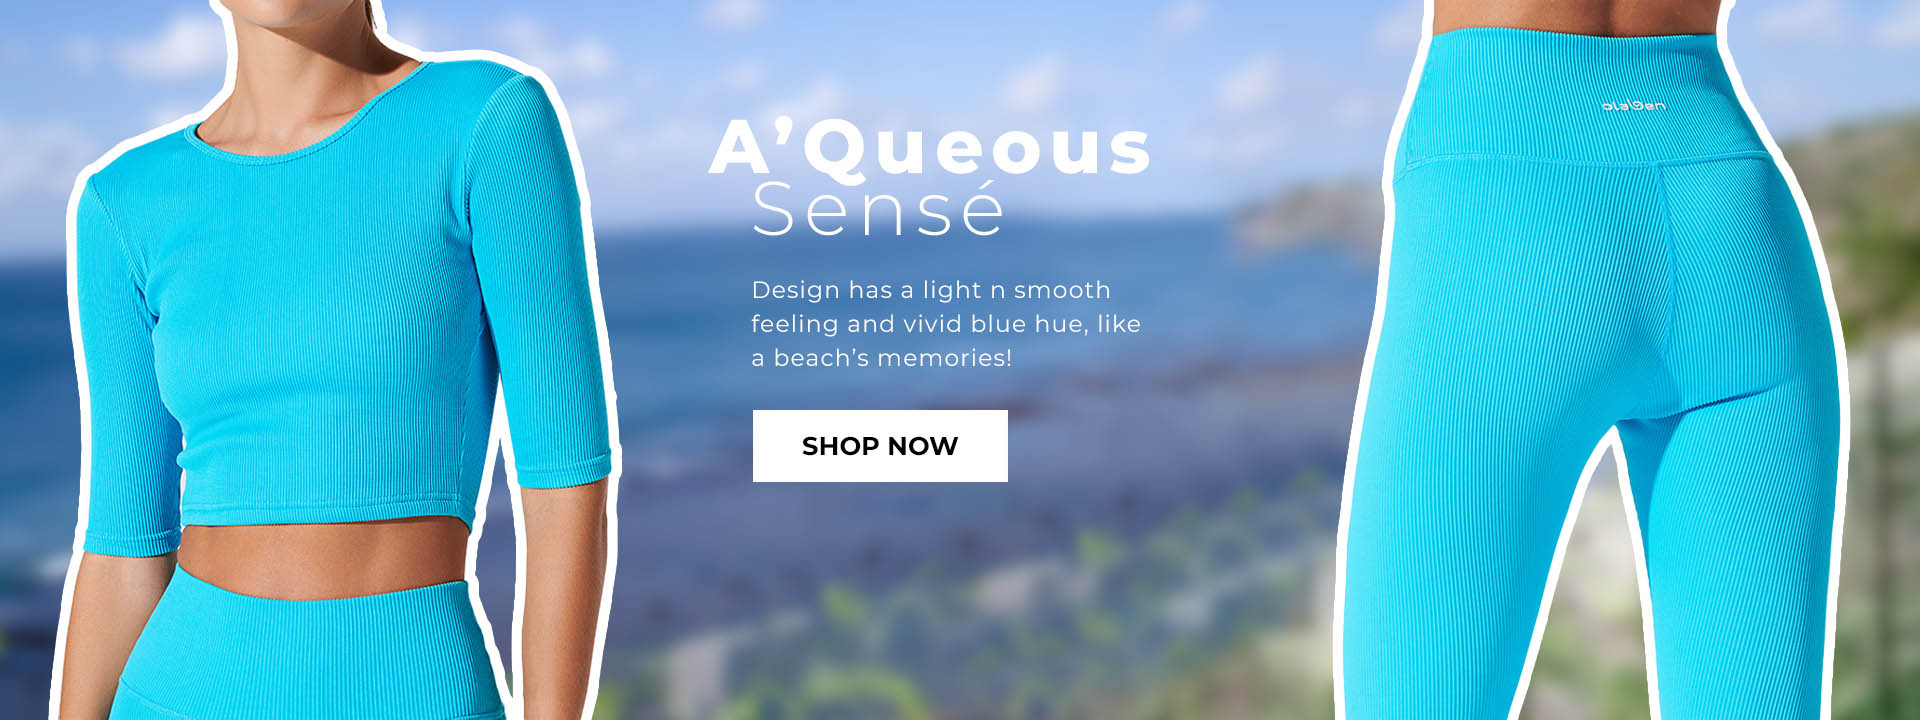 A’Queous
Sensé
Design has a light n smooth
feeling and vivid blue hue, like
a beach’s memories!
SHOP NOW